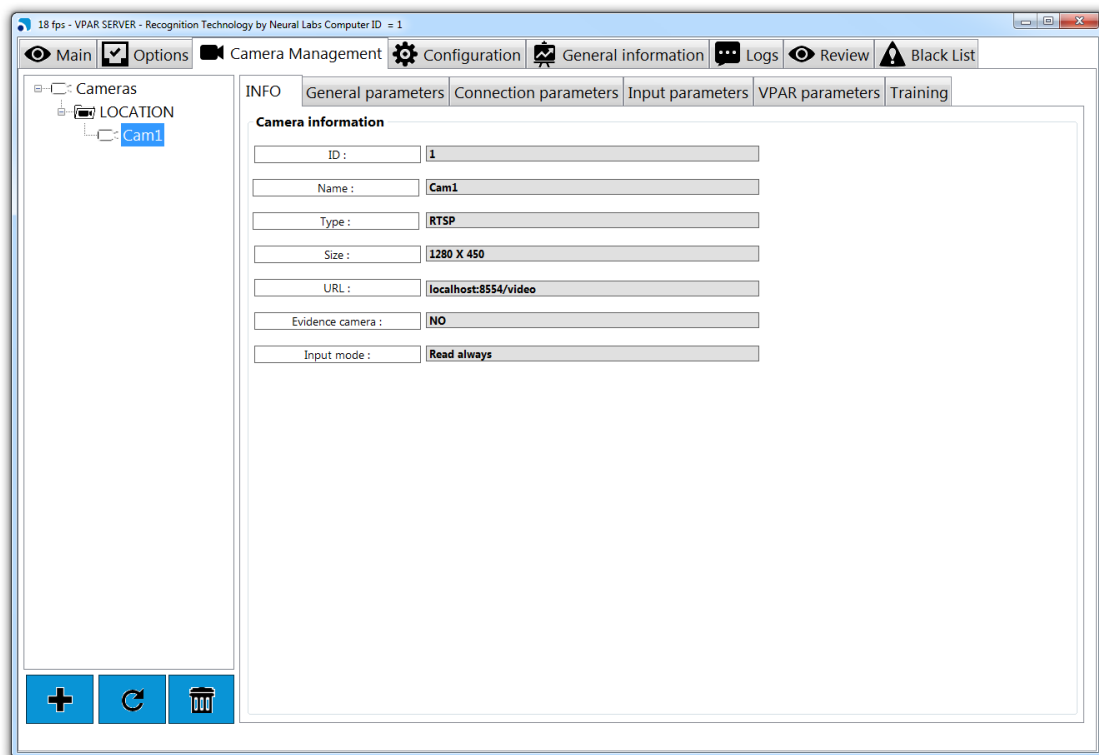 18 fps - VPAR SERVER - Recognition Technology by Neural Labs Computer ID = 1
Main Options Camera Management Configuration General information Logs Review Black List
Cameras
LOCATION
Cam1
INFO General parameters Connection parameters Input parameters VPAR parameters Training
Camera information
ID : 1
Name : Cam1
Type : RTSP
Size : 1280 X 450
URL : localhost:8554/video
Evidence camera : NO
Input mode : Read always